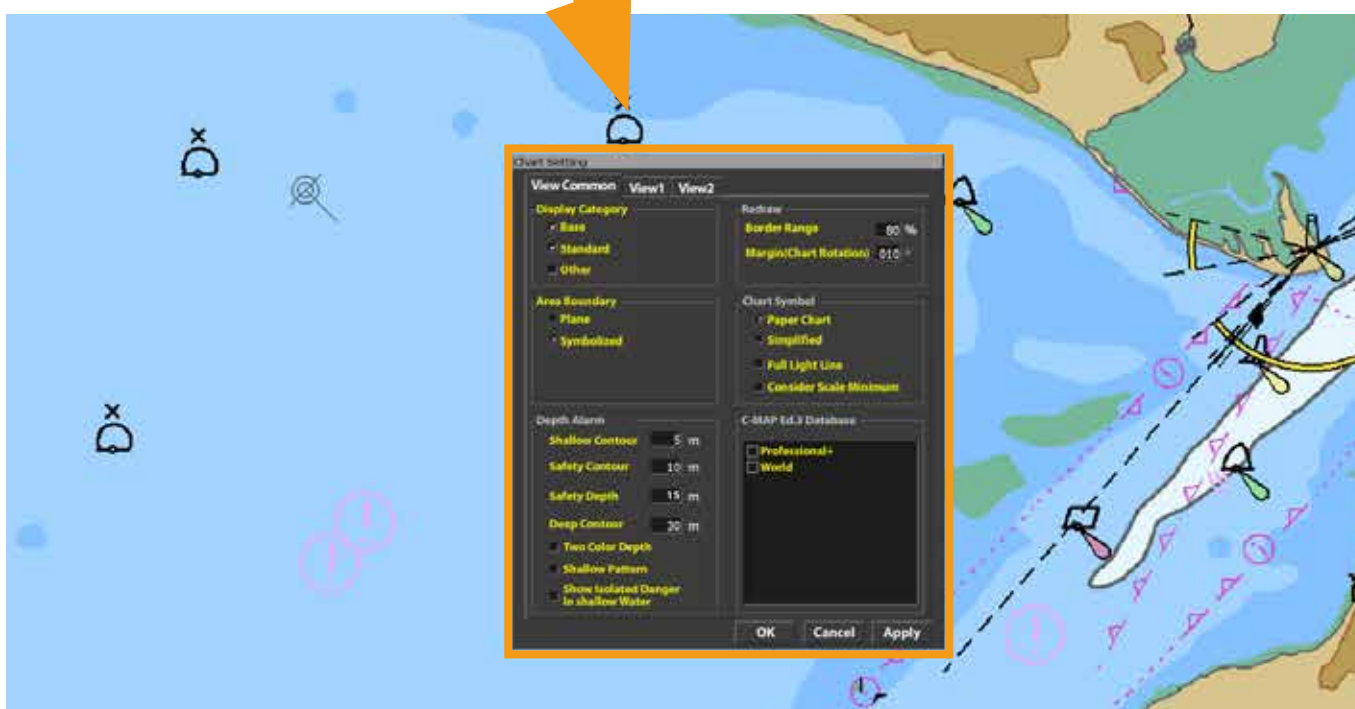 Chart Setting
View Common View1 View2
Display Category
Base
Standard
Other
Redraw
Border Range 80 %
Margin(Chart Rotation) 010 °
Area Boundary
Plane
Symbolized
Chart Symbol
Paper Chart
Simplified
Full Light Line
Consider Scale Minimum
Depth Alarm
Shallow Contour 5 m
Safety Contour 10 m
Safety Depth 15 m
Deep Contour 30 m
Two Color Depth
Shallow Pattern
Show Isolated Danger
In shallow Water
C-MAP Ed.3 Database
Professional+
World
OK Cancel Apply